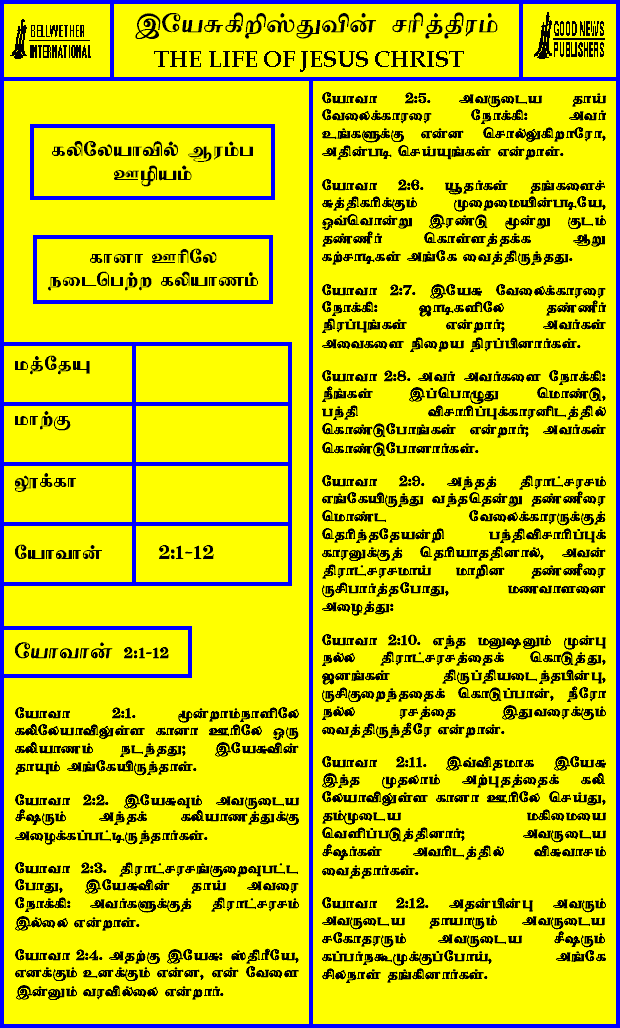 BELLWETHER
INTERNATIONAL
இயேசுகிறிஸ்துவின் சரித்திரம்
THE LIFE OF JESUS CHRIST
GOOD NEWS
PUBLISHERS
கலிலேயாவில் ஆரம்ப
ஊழியம்
கானா ஊரிலே
நடைபெற்ற கலியாணம்
மத்தேயு
மாற்கு
லூக்கா
யோவான் 2:1-12
யோவான் 2:1-12
யோவா 2:1. மூன்றாம்நாளிலே
கலிலேயாவிலுள்ள கானா ஊரிலே ஒரு
கலியாணம் நடந்தது; இயேசுவின்
தாயும் அங்கேயிருந்தாள்.
யோவா 2:2. இயேசுவும் அவருடைய
சீஷரும் அந்தக் கலியாணத்துக்கு
அழைக்கப்பட்டிருந்தார்கள்.
யோவா 2:3. திராட்சரசங்குறைவுபட்ட
போது, இயேசுவின் தாய் அவரை
நோக்கி: அவர்களுக்குத் திராட்சரசம்
இல்லை என்றாள்.
யோவா 2:4. அதற்கு இயேசு: ஸ்திரீயே,
எனக்கும் உனக்கும் என்ன, என் வேளை
இன்னும் வரவில்லை என்றார்.
யோவா 2:5. அவருடைய தாய்
வேலைக்காரரை நோக்கி: அவர்
உங்களுக்கு என்ன சொல்லுகிறாரோ,
அதின்படி செய்யுங்கள் என்றாள்.
யோவா 2:6. யூதர்கள் தங்களைச்
சுத்திகரிக்கும் முறைமையின்படியே,
ஒவ்வொன்று இரண்டு மூன்று குடம்
தண்ணீர் கொள்ளத்தக்க ஆறு
கற்சாடிகள் அங்கே வைத்திருந்தது.
யோவா 2:7. இயேசு வேலைக்காரரை
நோக்கி: ஜாடிகளிலே தண்ணீர்
நிரப்புங்கள் என்றார்; அவர்கள்
அவைகளை நிறைய நிரப்பினார்கள்.
யோவா 2:8. அவர் அவர்களை நோக்கி:
நீங்கள் இப்பொழுது மொண்டு,
பந்தி விசாரிப்புக்காரனிடத்தில்
கொண்டுபோங்கள் என்றார்; அவர்கள்
கொண்டுபோனார்கள்.
யோவா 2:9. அந்தத் திராட்சரசம்
எங்கேயிருந்து வந்ததென்று தண்ணீரை
மொண்ட வேலைக்காரருக்குத்
தெரிந்ததேயன்றி பந்திவிசாரிப்புக்
காரனுக்குத் தெரியாததினால், அவன்
திராட்சரசமாய் மாறின தண்ணீரை
ருசிபார்த்தபோது, மணவாளனை
அழைத்து:
யோவா 2:10. எந்த மனுஷனும் முன்பு
நல்ல திராட்சரசத்தைக் கொடுத்து,
ஜனங்கள் திருப்தியடைந்தபின்பு,
ருசிகுறைந்ததைக் கொடுப்பான், நீரோ
நல்ல ரசத்தை இதுவரைக்கும்
வைத்திருந்தீரே என்றான்.
யோவா 2:11. இவ்விதமாக இயேசு
இந்த முதலாம் அற்புதத்தைக் கலி
லேயாவிலுள்ள கானா ஊரிலே செய்து,
தம்முடைய மகிமையை
வெளிப்படுத்தினார்; அவருடைய
சீஷர்கள் அவரிடத்தில் விசுவாசம்
வைத்தார்கள்.
யோவா 2:12. அதன்பின்பு அவரும்
அவருடைய தாயாரும் அவருடைய
சகோதரரும் அவருடைய சீஷரும்
கப்பர்நகூமுக்குப்போய், அங்கே
சிலநாள் தங்கினார்கள்.